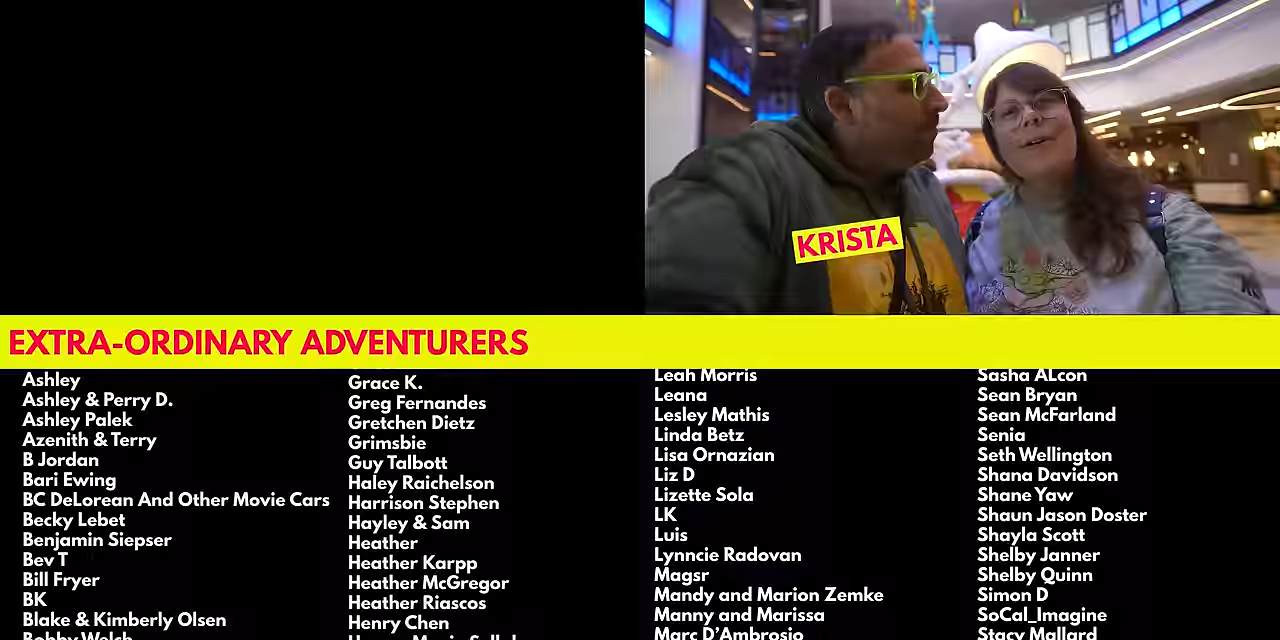 KRISTA
EXTRA-ORDINARY ADVENTURERS
Ashley
Ashley & Perry D.
Ashley Palek
Azenith & Terry
B Jordan
Bari Ewing
BC DeLorean And Other Movie Cars
Becky Lebet
Benjamin Siepser
Bev T
Bill Fryer
BK
Blake & Kimberly Olsen
Bobby Welch
Grace K.
Greg Fernandes
Gretchen Dietz
Grimsbie
Guy Talbott
Haley Raichelson
Harrison Stephen
Hayley & Sam
Heather
Heather Karpp
Heather McGregor
Heather Riascos
Henry Chen
Leah Morris
Leana
Lesley Mathis
Linda Betz
Lisa Ornazian
Liz D
Lizette Sola
LK
Luis
Lynncie Radovan
Magsr
Mandy and Marion Zemke
Manny and Marissa
Marc D'Ambrosio
Sasha ALcon
Sean Bryan
Sean McFarland
Senia
Seth Wellington
Shana Davidson
Shane Yaw
Shaun Jason Doster
Shayla Scott
Shelby Janner
Shelby Quinn
Simon D
SoCal_Imagine
Stacy Mallard